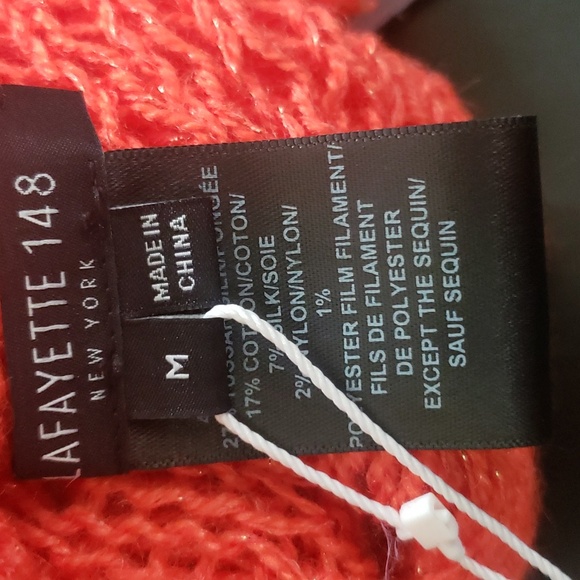 LAFAYETTE 148
NEW YORK
MADE IN
CHINA
M
17% COTTON/COTON/
7% SILK/SOIE
2% NYLON/NYLON/
1%
POLYESTER FILM FILAMENT/
FILS DE FILAMENT
DE POLYESTER
EXCEPT THE SEQUIN/
SAUF SEQUIN